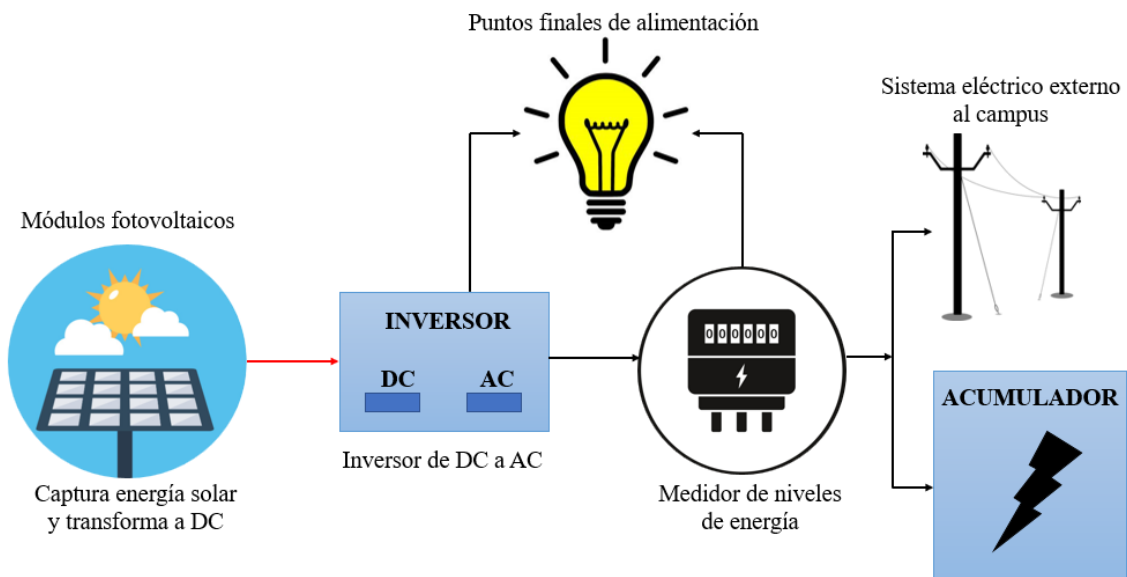 Puntos finales de alimentación
Sistema eléctrico externo
al campus
Módulos fotovoltaicos
INVERSOR
DC AC
000000
ACUMULADOR
Inversor de DC a AC
Captura energía solar
y transforma a DC
Medidor de niveles
de energía